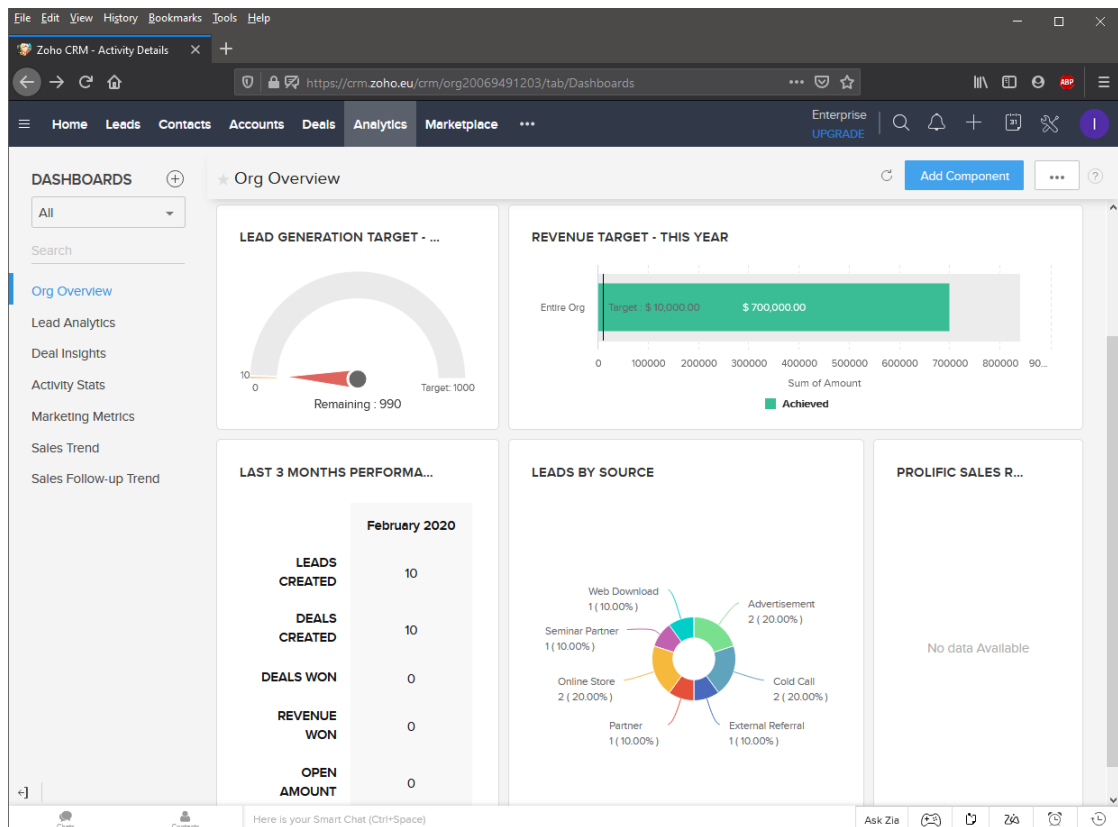 File Edit View History Bookmarks Tools Help
Zoho CRM - Activity Details
https://crm.zoho.eu/crm/org20069491203/tab/Dashboards
ABP
Home Leads Contacts Accounts Deals Analytics Marketplace
Enterprise
UPGRADE
31
I
DASHBOARDS
All
Search
Org Overview
Lead Analytics
Deal Insights
Activity Stats
Marketing Metrics
Sales Trend
Sales Follow-up Trend
Org Overview
Add Component
...
?
LEAD GENERATION TARGET - ...
10
0
Target: 1000
Remaining : 990
REVENUE TARGET - THIS YEAR
Entire Org
Target : $ 10,000.00
$ 700,000.00
0 100000 200000 300000 400000 500000 600000 700000 800000 90...
Sum of Amount
Achieved
LAST 3 MONTHS PERFORMA...
February 2020
LEADS
CREATED
10
DEALS
CREATED
10
DEALS WON
0
REVENUE
WON
0
OPEN
AMOUNT
0
LEADS BY SOURCE
Web Download
1 ( 10.00% )
Advertisement
2 ( 20.00% )
Seminar Partner
1 ( 10.00% )
Online Store
2 ( 20.00% )
Cold Call
2 ( 20.00% )
Partner
1 ( 10.00% )
External Referral
1 ( 10.00% )
PROLIFIC SALES R...
No data Available
Chats
Contacts
Here is your Smart Chat (Ctrl+Space)
Ask Zia